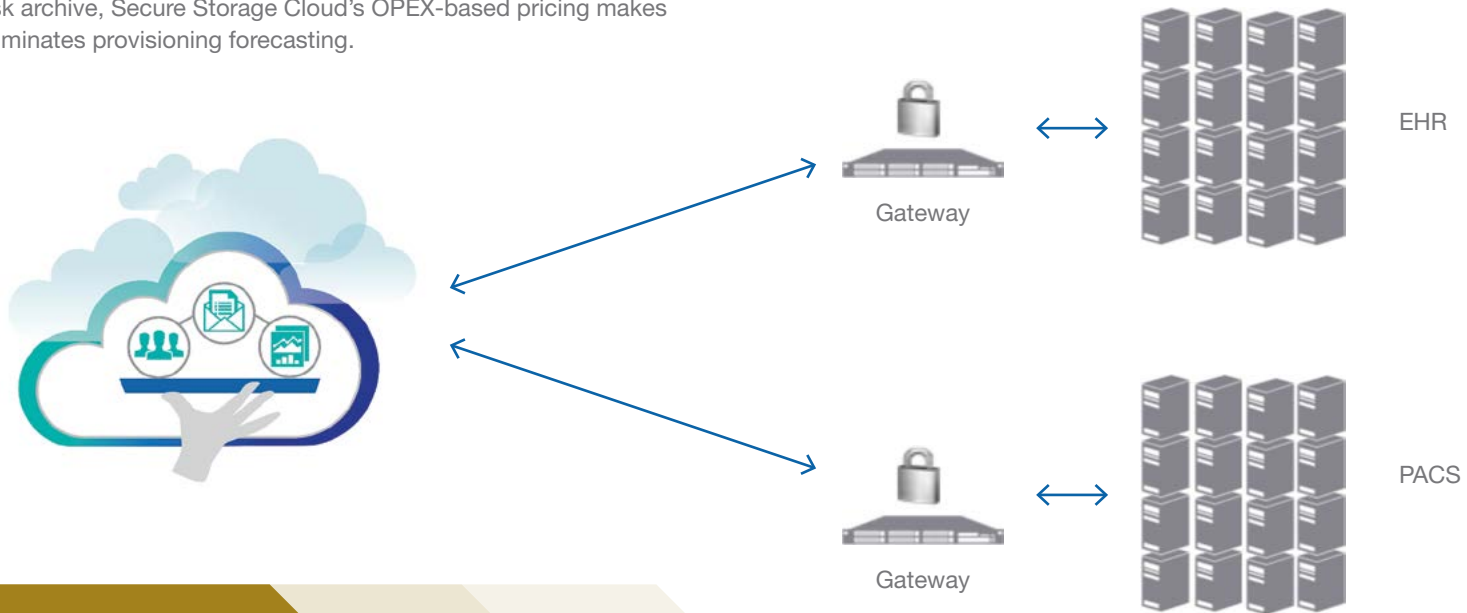 sk archive, Secure Storage Cloud's OPEX-based pricing makes
minates provisioning forecasting.
EHR
Gateway
PACS
Gateway